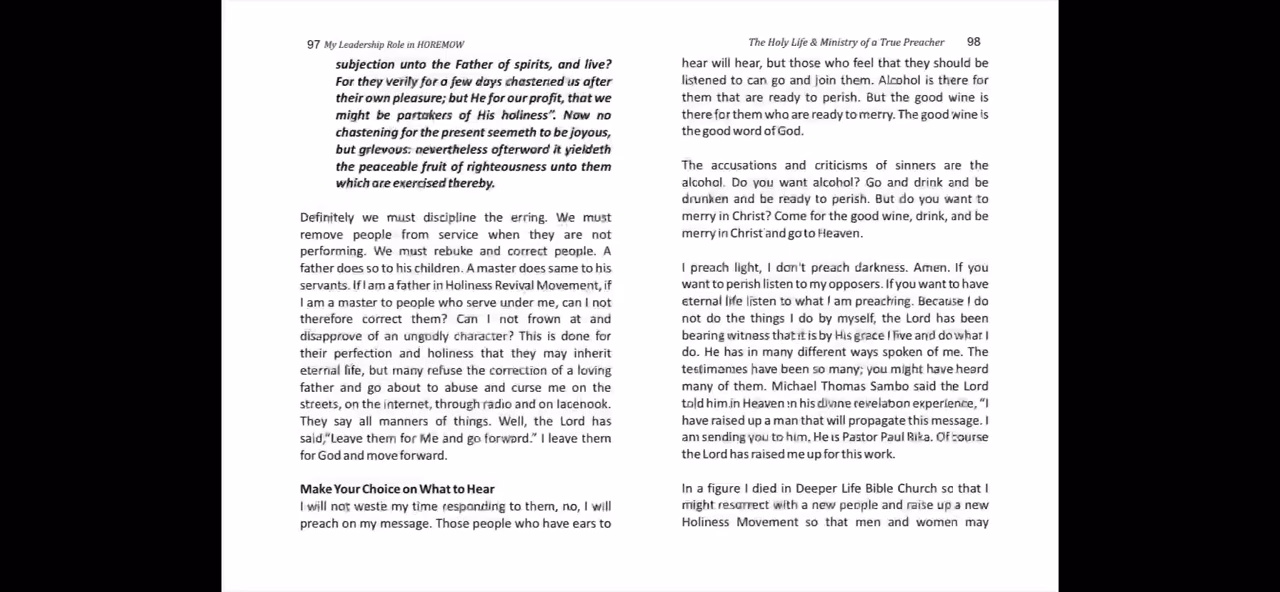 97 My Leadership Role in HOREMOW
subjection unto the Father of spirits, and live?
For they verily for a few days chastened us after
their own pleasure; but He for our profit, that we
might be partakers of His holiness". Now no
chastening for the present seemeth to be joyous,
but grievous: nevertheless ofterward it yieldeth
the peaceable fruit of righteousness unto them
which are exercised thereby.
Definitely we must discipline the erring. We must
remove people from service when they are not
performing. We must rebuke and correct people. A
father does so to his children. A master does same to his
servants. If I am a father in Holiness Revival Movement, if
I am a master to people who serve under me, can I not
therefore correct them? Can I not frown at and
disapprove of an ungodly character? This is done for
their perfection and holiness that they may inherit
eternal life, but many refuse the correction of a loving
father and go about to abuse and curse me on the
streets, on the internet, through radio and on lacenook.
They say all manners of things. Well, the Lord has
said,"Leave them for Me and go forward." I leave them
for God and move forward.
Make Your Choice on What to Hear
I will not waste my time responding to them, no, I will
preach on my message. Those people who have ears to
The Holy Life & Ministry of a True Preacher 98
hear will hear, but those who feel that they should be
listened to can go and join them. Alcohol is there for
them that are ready to perish. But the good wine is
there for them who are ready to merry. The good wine is
the good word of God.
The accusations and criticisms of sinners are the
alcohol. Do you want alcohol? Go and drink and be
drunken and be ready to perish. But do you want to
merry in Christ? Come for the good wine, drink, and be
merry in Christ and go to Heaven.
I preach light, I don't preach darkness. Amen. If you
want to perish listen to my opposers. If you want to have
eternal life listen to what I am preaching. Because I do
not do the things I do by myself, the Lord has been
bearing witness that it is by His grace I live and do what I
do. He has in many different ways spoken of me. The
testimones have been so many; you might have heard
many of them. Michael Thomas Sambo said the Lord
told him in Heaven in his divine revelation experience, "I
have raised up a man that will propagate this message. I
am sending you to him, He is Pastor Paul Rika. Of course
the Lord has raised me up for this work.
In a figure I died in Deeper Life Bible Church so that I
might resurrect with a new people and raise up a new
Holiness Movement so that men and women may